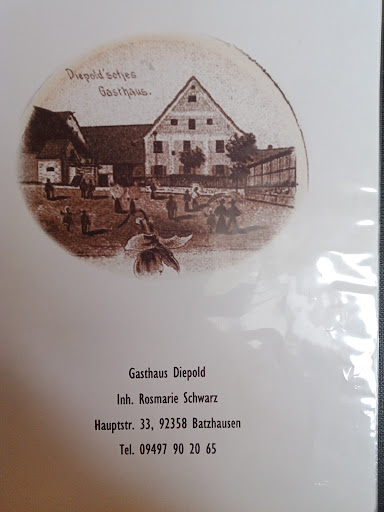 Diepold'sches
Gasthaus.
Gasthaus Diepold
Inh. Rosmarie Schwarz
Hauptstr. 33, 92358 Batzhausen
Tel. 09497 90 20 65